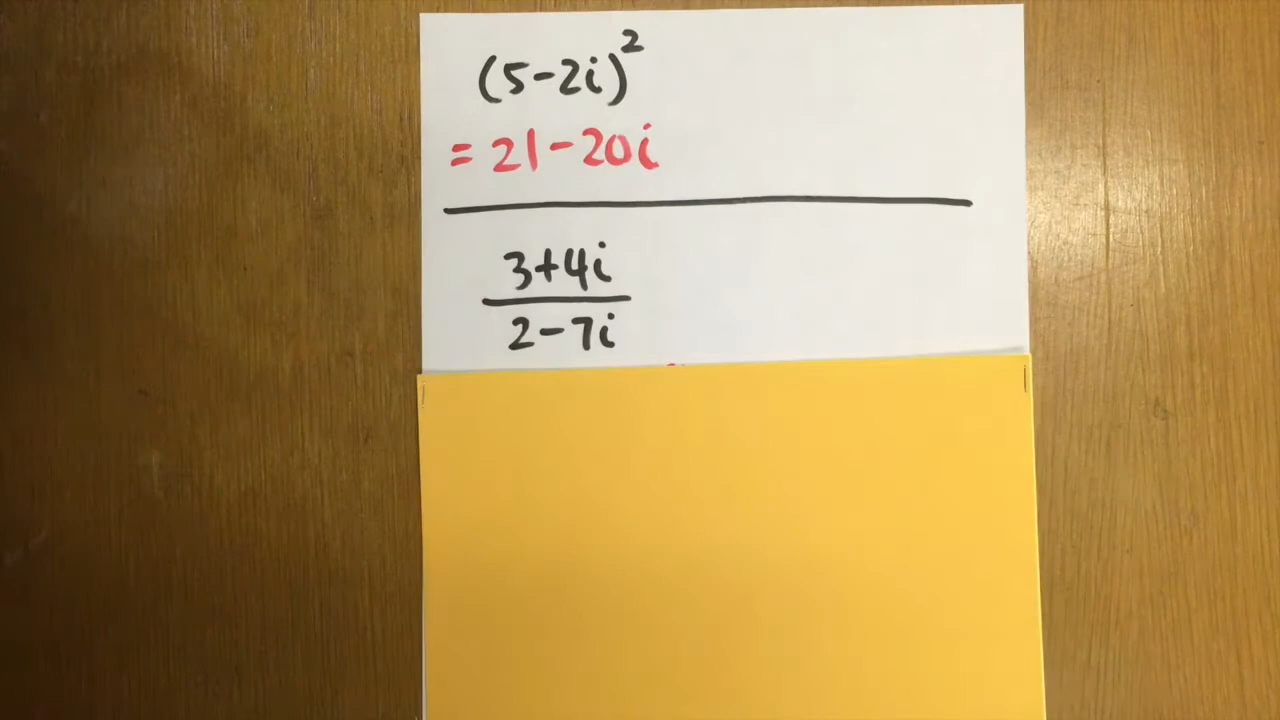 (5-2i)²
= 21-20i
3+4i
2-7i